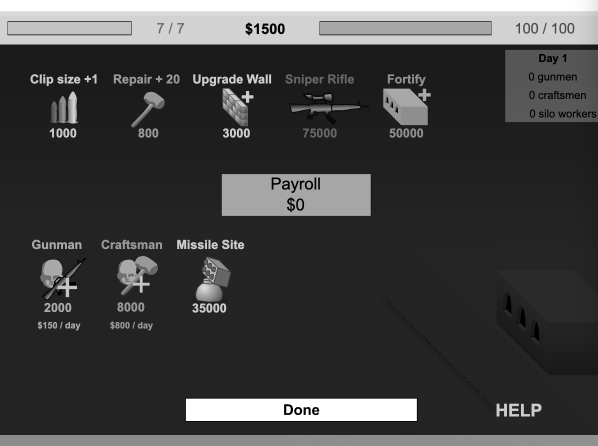 7 / 7 $1500 100 / 100
Day 1
0 gunmen
0 craftsmen
0 silo workers
Clip size +1 Repair + 20 Upgrade Wall Sniper Rifle Fortify
1000 800 3000 75000 50000
Payroll
$0
Gunman Craftsman Missile Site
2000 8000 35000
$150 / day $800 / day
Done
HELP